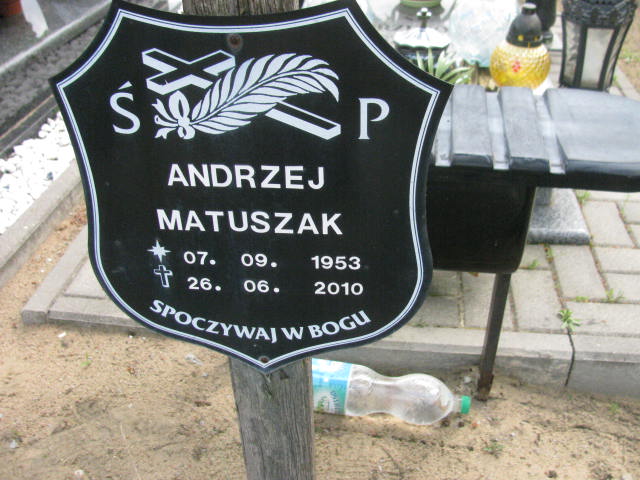 Ś P
ANDRZEJ
MATUSZAK
07. 09. 1953
26. 06. 2010
SPOCZYWAJ W BOGU